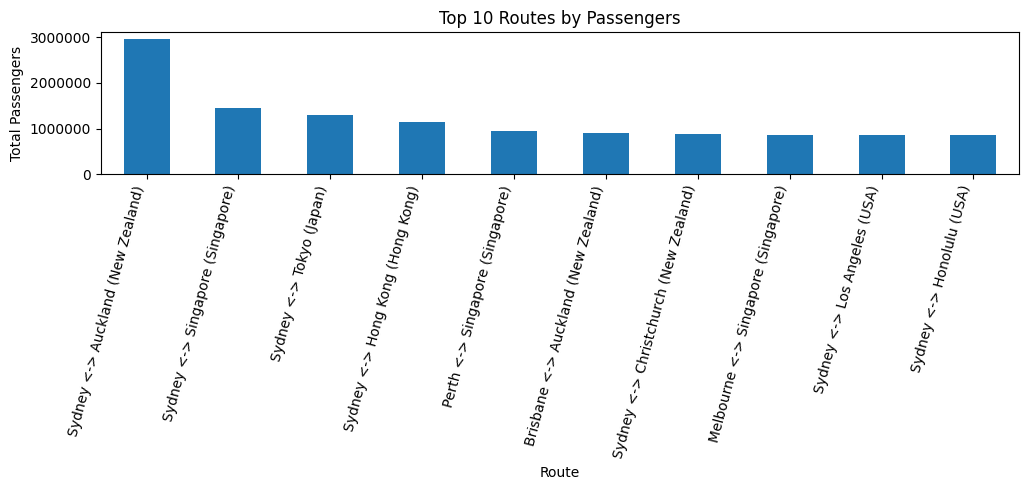 Top 10 Routes by Passengers
Total Passengers
3000000
2000000
1000000
0
Sydney <-> Auckland (New Zealand)
Sydney <-> Singapore (Singapore)
Sydney <-> Tokyo (Japan)
Sydney <-> Hong Kong (Hong Kong)
Perth <-> Singapore (Singapore)
Brisbane <-> Auckland (New Zealand)
Sydney <-> Christchurch (New Zealand)
Melbourne <-> Singapore (Singapore)
Sydney <-> Los Angeles (USA)
Sydney <-> Honolulu (USA)
Route